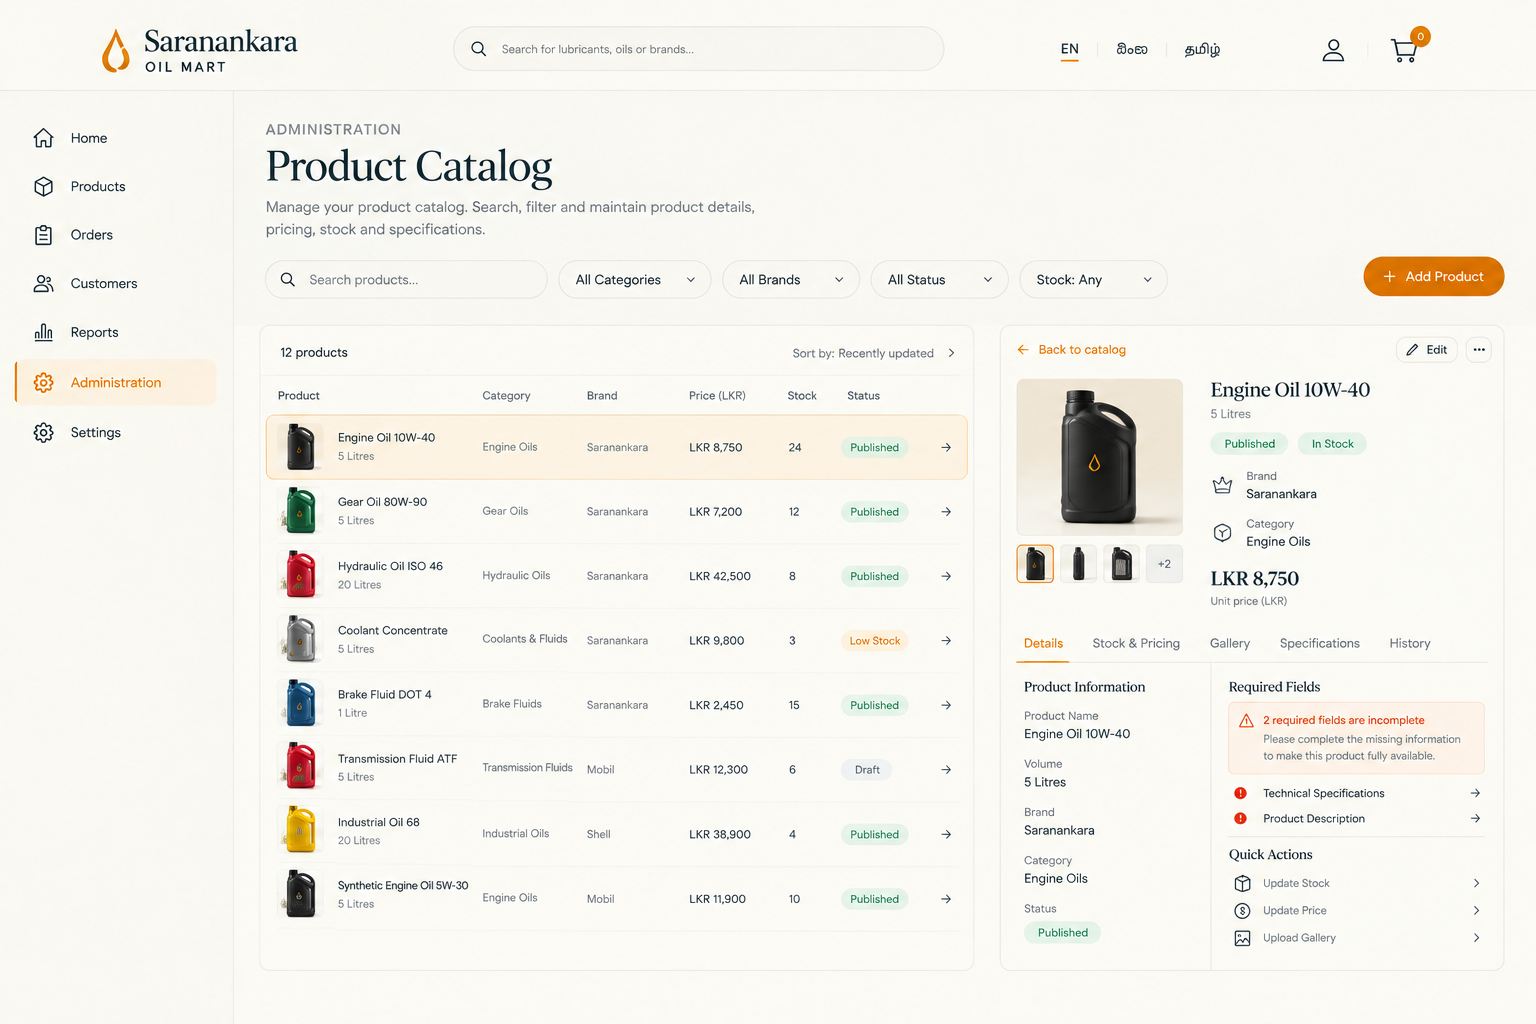 Saranankara
OIL MART
Search for lubricants, oils or brands...
EN
தமிழ்
0
Home
Products
Orders
Customers
Reports
Administration
Settings
ADMINISTRATION
Product Catalog
Manage your product catalog. Search, filter and maintain product details,
pricing, stock and specifications.
Search products...
All Categories
All Brands
All Status
Stock: Any
+ Add Product
12 products
Sort by: Recently updated
Product Category Brand Price (LKR) Stock Status
Engine Oil 10W-40
5 Litres
Engine Oils Saranankara LKR 8,750 24 Published
Gear Oil 80W-90
5 Litres
Gear Oils Saranankara LKR 7,200 12 Published
Hydraulic Oil ISO 46
20 Litres
Hydraulic Oils Saranankara LKR 42,500 8 Published
Coolant Concentrate
5 Litres
Coolants & Fluids Saranankara LKR 9,800 3 Low Stock
Brake Fluid DOT 4
1 Litre
Brake Fluids Saranankara LKR 2,450 15 Published
Transmission Fluid ATF
5 Litres
Transmission Fluids Mobil LKR 12,300 6 Draft
Industrial Oil 68
20 Litres
Industrial Oils Shell LKR 38,900 4 Published
Synthetic Engine Oil 5W-30
5 Litres
Engine Oils Mobil LKR 11,900 10 Published
Back to catalog
Edit
+2
Engine Oil 10W-40
5 Litres
Published
In Stock
Brand
Saranankara
Category
Engine Oils
LKR 8,750
Unit price (LKR)
Details
Stock & Pricing
Gallery
Specifications
History
Product Information
Product Name
Engine Oil 10W-40
Volume
5 Litres
Brand
Saranankara
Category
Engine Oils
Status
Published
Required Fields
2 required fields are incomplete
Please complete the missing information
to make this product fully available.
Technical Specifications
Product Description
Quick Actions
Update Stock
Update Price
Upload Gallery